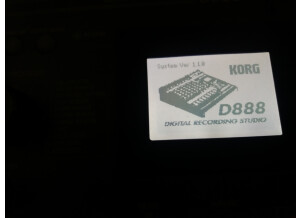 System Ver 1.10
KORG
D888
DIGITAL RECORDING STUDIO